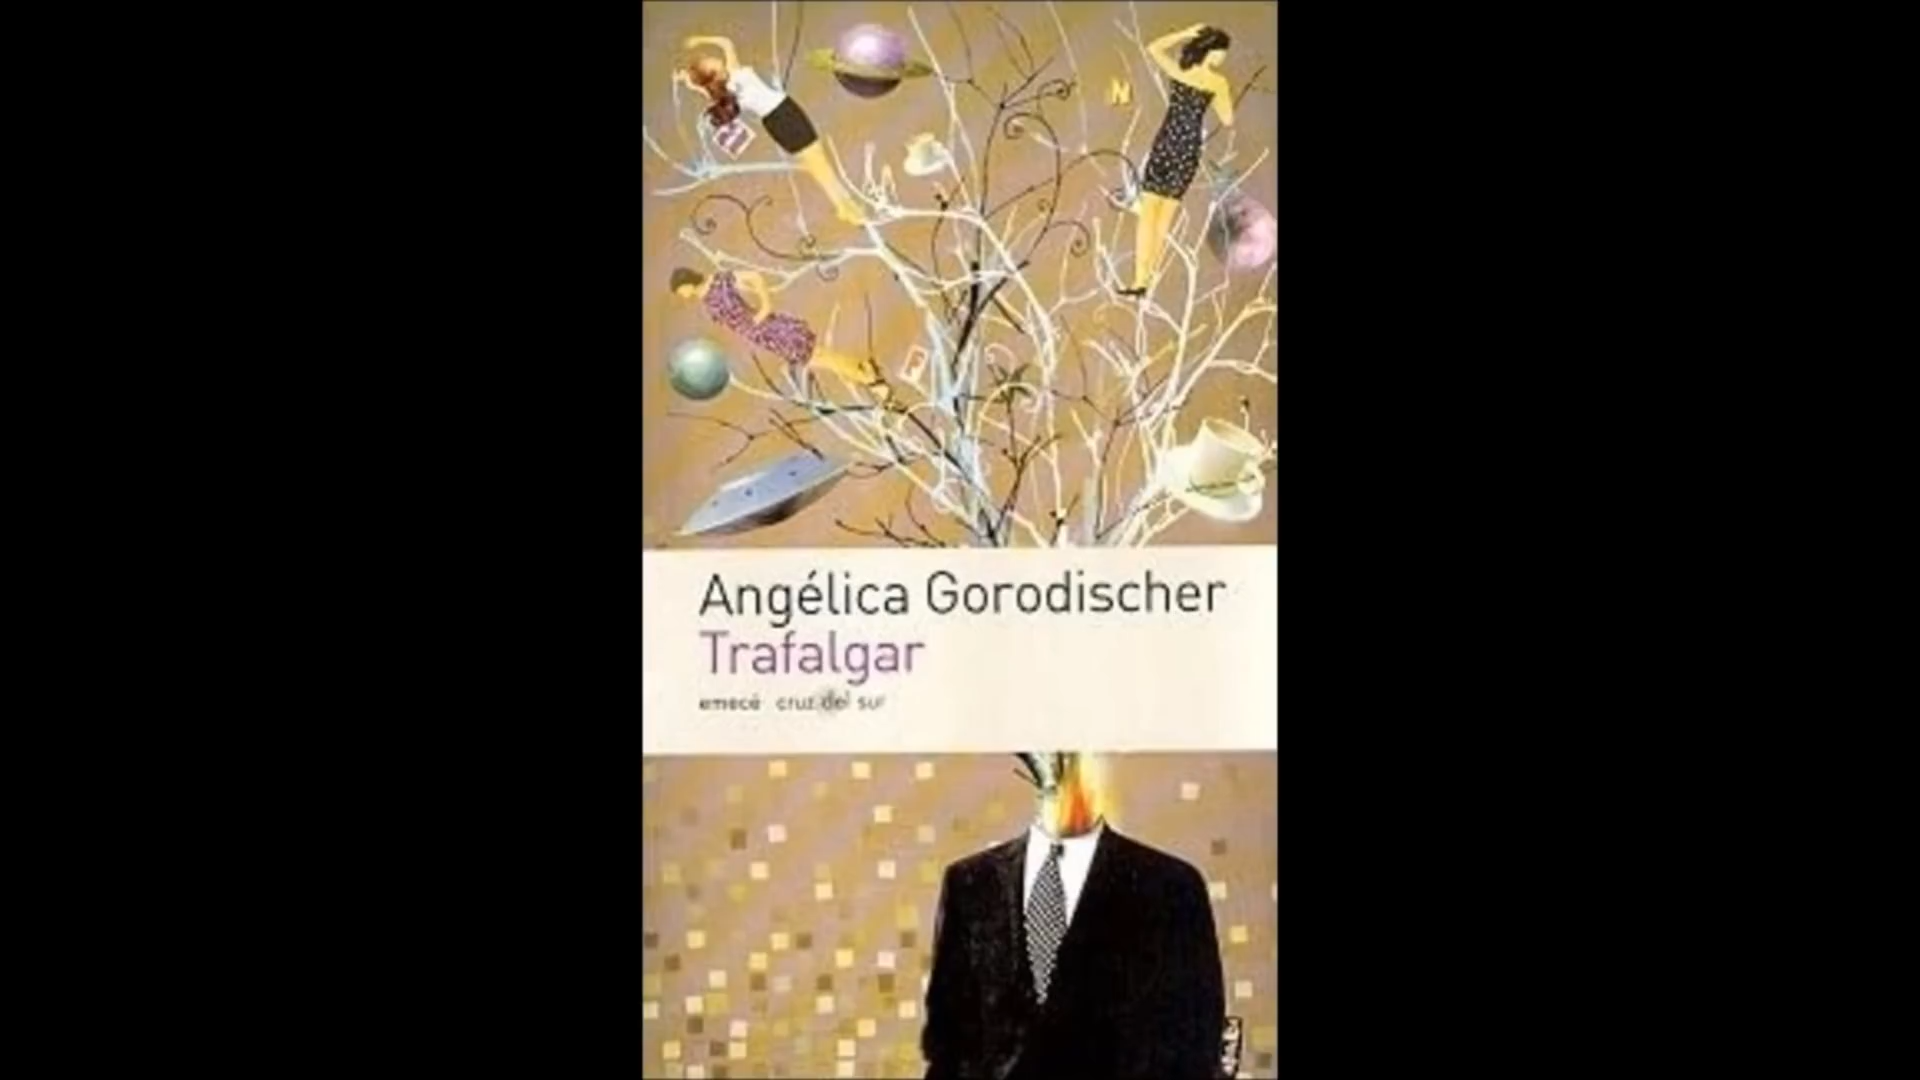 N
Angélica Gorodischer
Trafalgar
emecé cruz del sur